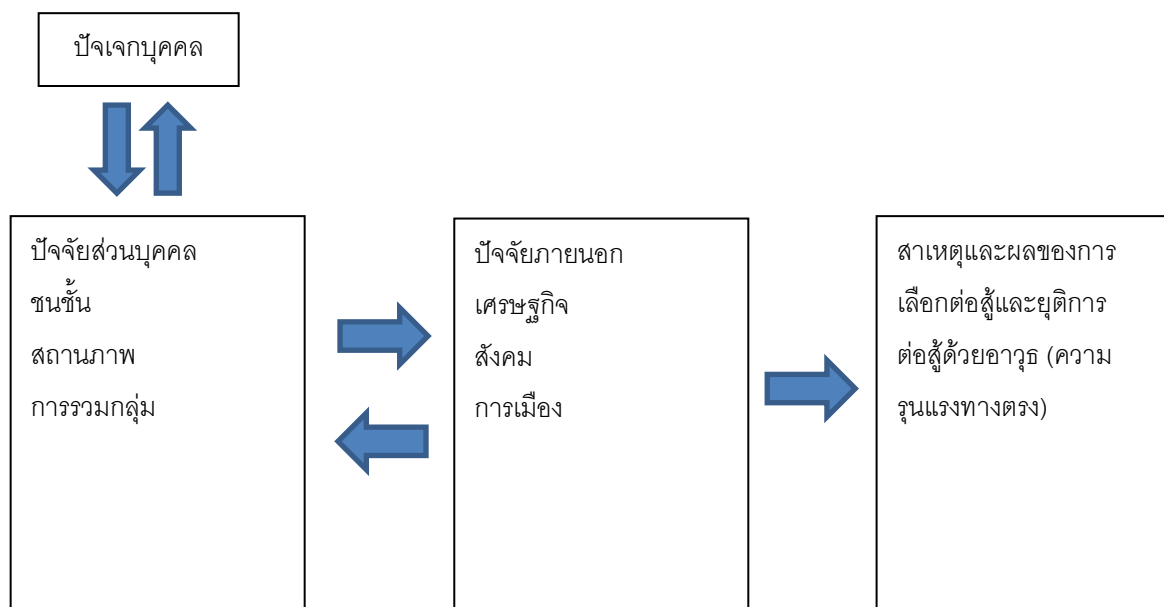 ปัจเจกบุคคล
ปัจจัยส่วนบุคคล
ชนชั้น
สถานภาพ
การรวมกลุ่ม
ปัจจัยภายนอก
เศรษฐกิจ
สังคม
การเมือง
สาเหตุและผลของการ
เลือกต่อสู้และยุติการ
ต่อสู้ด้วยอาวุธ (ความ
รุนแรงทางตรง)